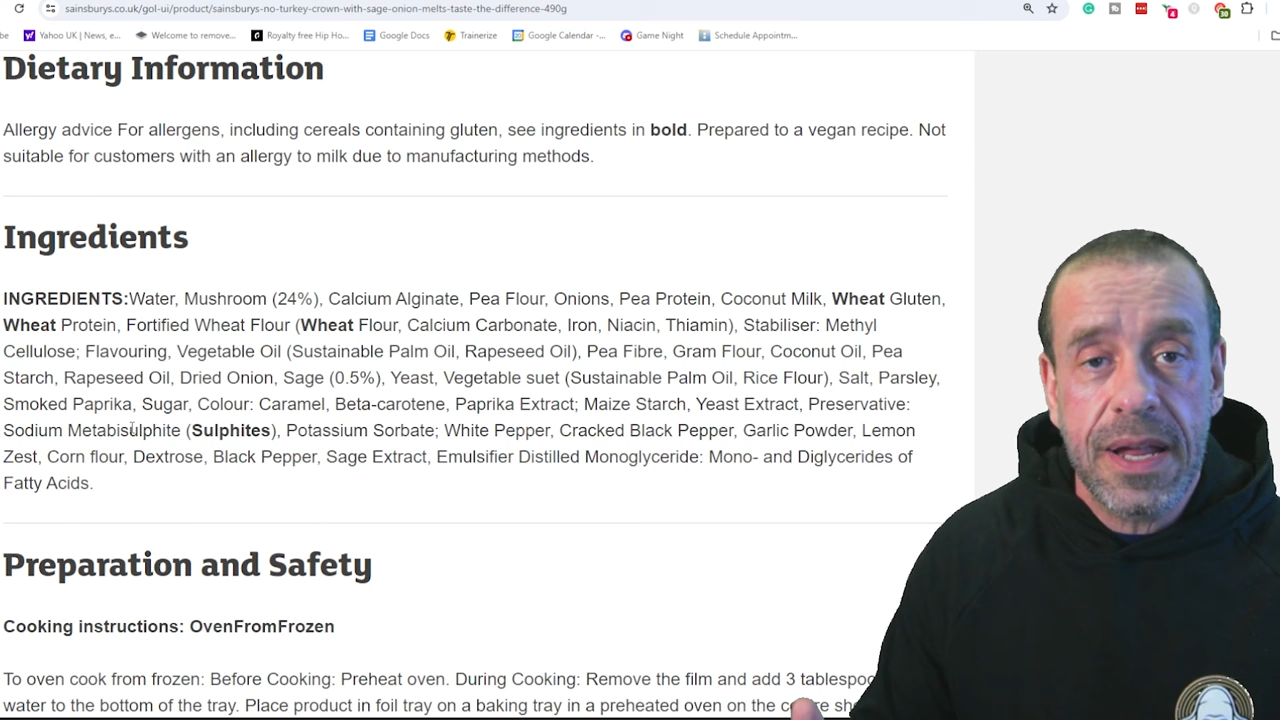 sainsburys.co.uk/gol-ui/product/sainsburys-no-turkey-crown-with-sage-onion-melts-taste-the-difference-490g
Yahoo UK | News, e... Welcome to remove... Royalty free Hip Ho... Google Docs Trainerize Google Calendar -... Game Night Schedule Appointm...
Dietary Information
Allergy advice For allergens, including cereals containing gluten, see ingredients in bold. Prepared to a vegan recipe. Not
suitable for customers with an allergy to milk due to manufacturing methods.
Ingredients
INGREDIENTS:Water, Mushroom (24%), Calcium Alginate, Pea Flour, Onions, Pea Protein, Coconut Milk, Wheat Gluten,
Wheat Protein, Fortified Wheat Flour (Wheat Flour, Calcium Carbonate, Iron, Niacin, Thiamin), Stabiliser: Methyl
Cellulose; Flavouring, Vegetable Oil (Sustainable Palm Oil, Rapeseed Oil), Pea Fibre, Gram Flour, Coconut Oil, Pea
Starch, Rapeseed Oil, Dried Onion, Sage (0.5%), Yeast, Vegetable suet (Sustainable Palm Oil, Rice Flour), Salt, Parsley,
Smoked Paprika, Sugar, Colour: Caramel, Beta-carotene, Paprika Extract; Maize Starch, Yeast Extract, Preservative:
Sodium Metabisulphite (Sulphites), Potassium Sorbate; White Pepper, Cracked Black Pepper, Garlic Powder, Lemon
Zest, Corn flour, Dextrose, Black Pepper, Sage Extract, Emulsifier Distilled Monoglyceride: Mono- and Diglycerides of
Fatty Acids.
Preparation and Safety
Cooking instructions: OvenFromFrozen
To oven cook from frozen: Before Cooking: Preheat oven. During Cooking: Remove the film and add 3 tablespoo
water to the bottom of the tray. Place product in foil tray on a baking tray in a preheated oven on the centre sh